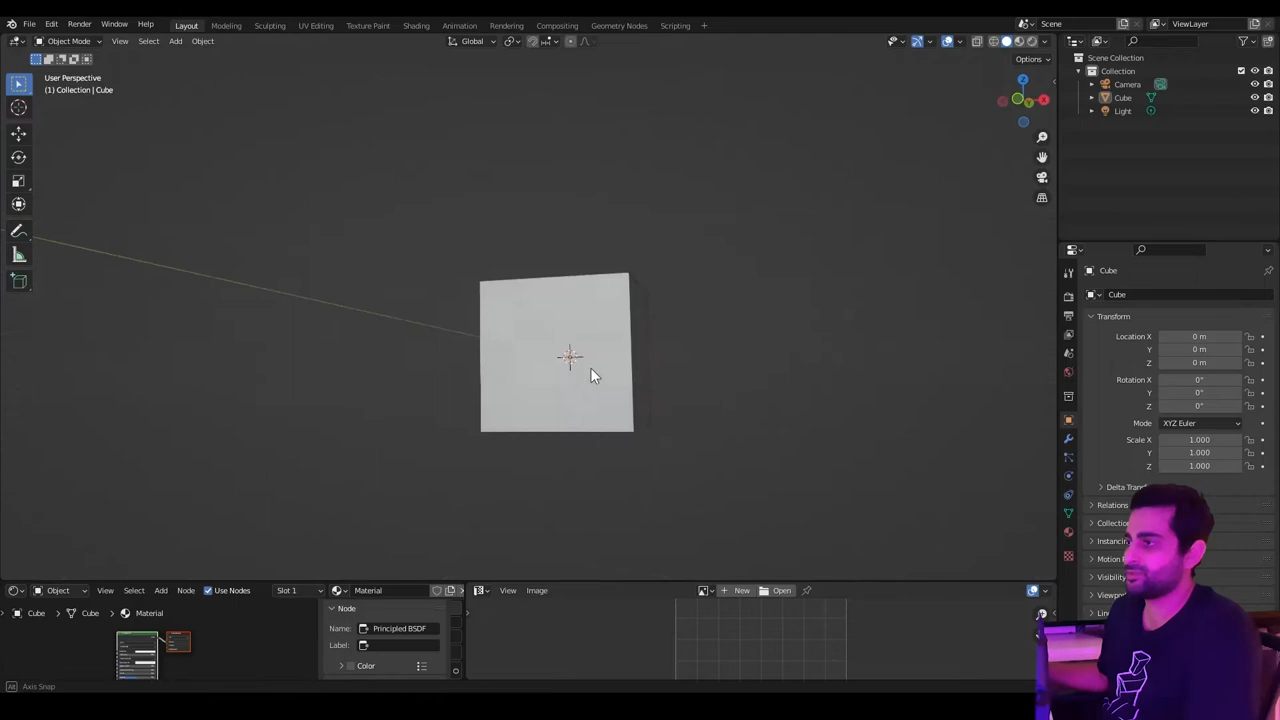 File Edit Render Window Help Layout Modeling Sculpting UV Editing Texture Paint Shading Animation Rendering Compositing Geometry Nodes Scripting + Scene ViewLayer
Object Mode View Select Add Object Global
Options
User Perspective
(1) Collection | Cube
Scene Collection
Collection
Camera
Cube
Light
X
Y
Z
Cube
Cube
Transform
Location X 0 m
Y 0 m
Z 0 m
Rotation X 0°
Y 0°
Z 0°
Mode XYZ Euler
Scale X 1.000
Y 1.000
Z 1.000
Delta
Relations
Object View Select Add Node Use Nodes Slot 1 Material
View Image New Open
Cube Cube Material
Node
Name: Principled BSDF
Label:
Color
Axis Snap